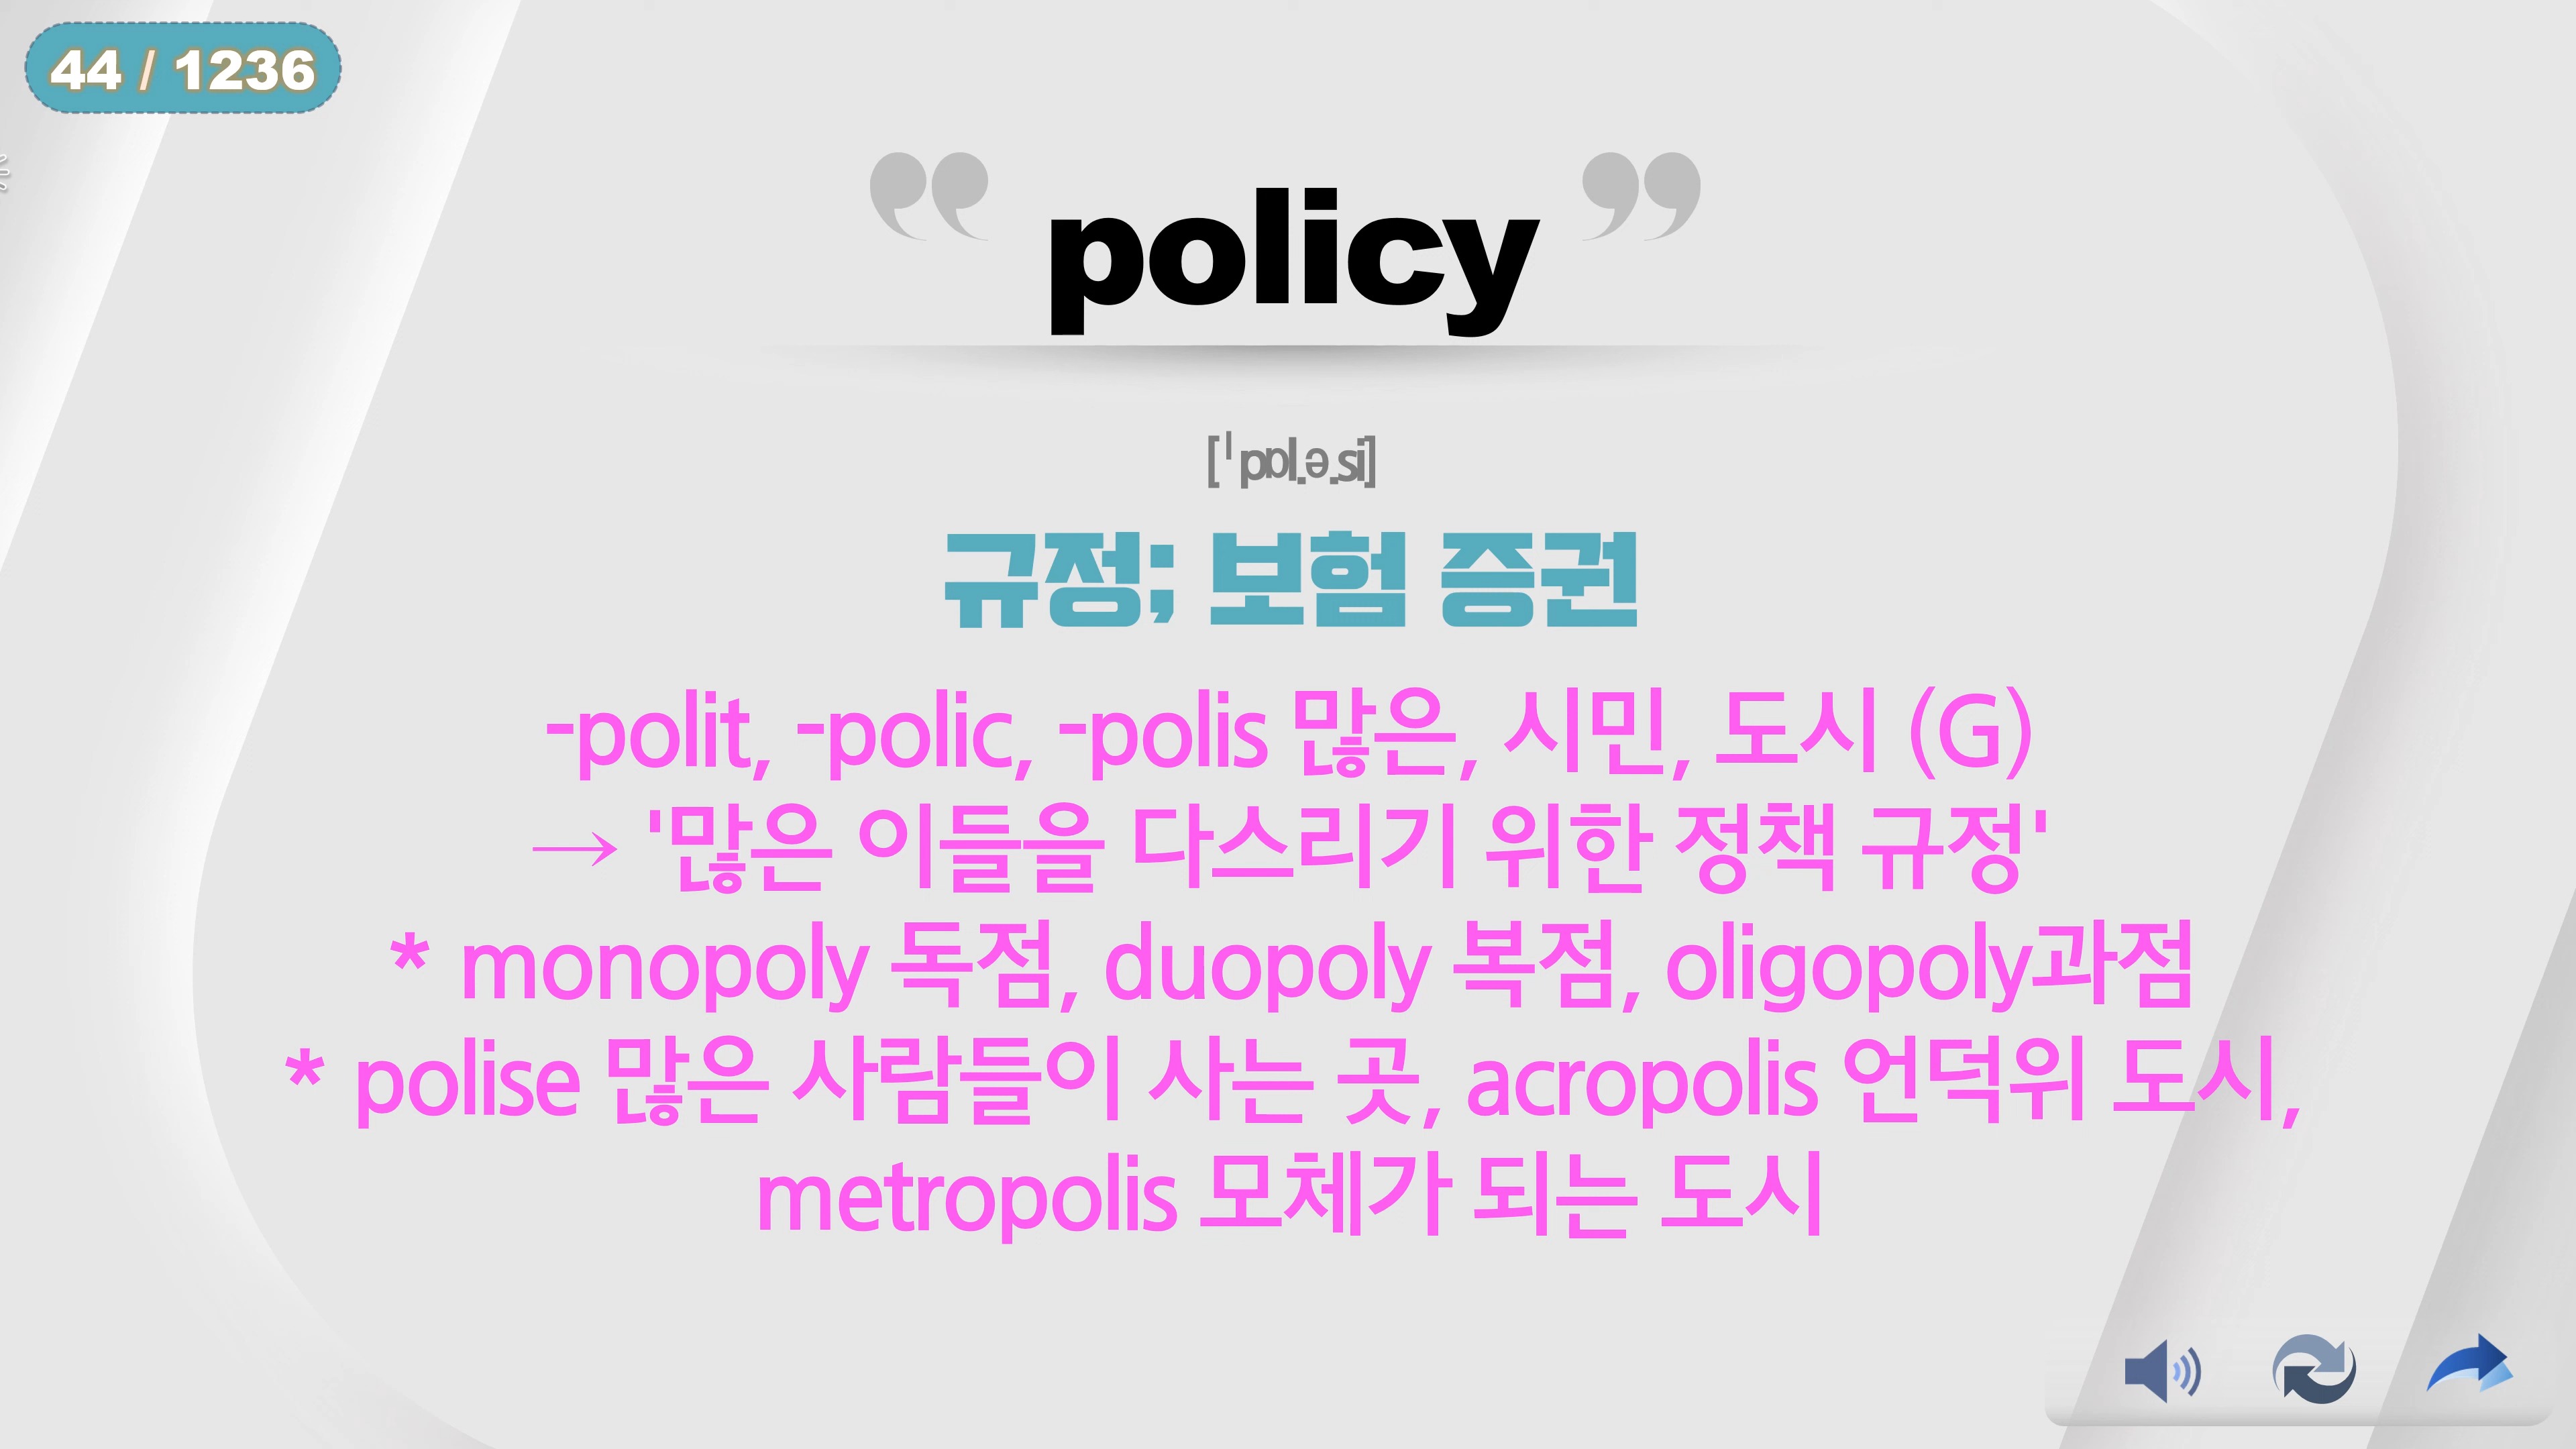 44 / 1236
❝ policy ❞
[ˈpɒl.ə.si]
규정; 보험 증권
-polit, -polic, -polis 많은, 시민, 도시 (G)
→ '많은 이들을 다스리기 위한 정책 규정'
* monopoly 독점, duopoly 복점, oligopoly과점
* polise 많은 사람들이 사는 곳, acropolis 언덕위 도시,
metropolis 모체가 되는 도시